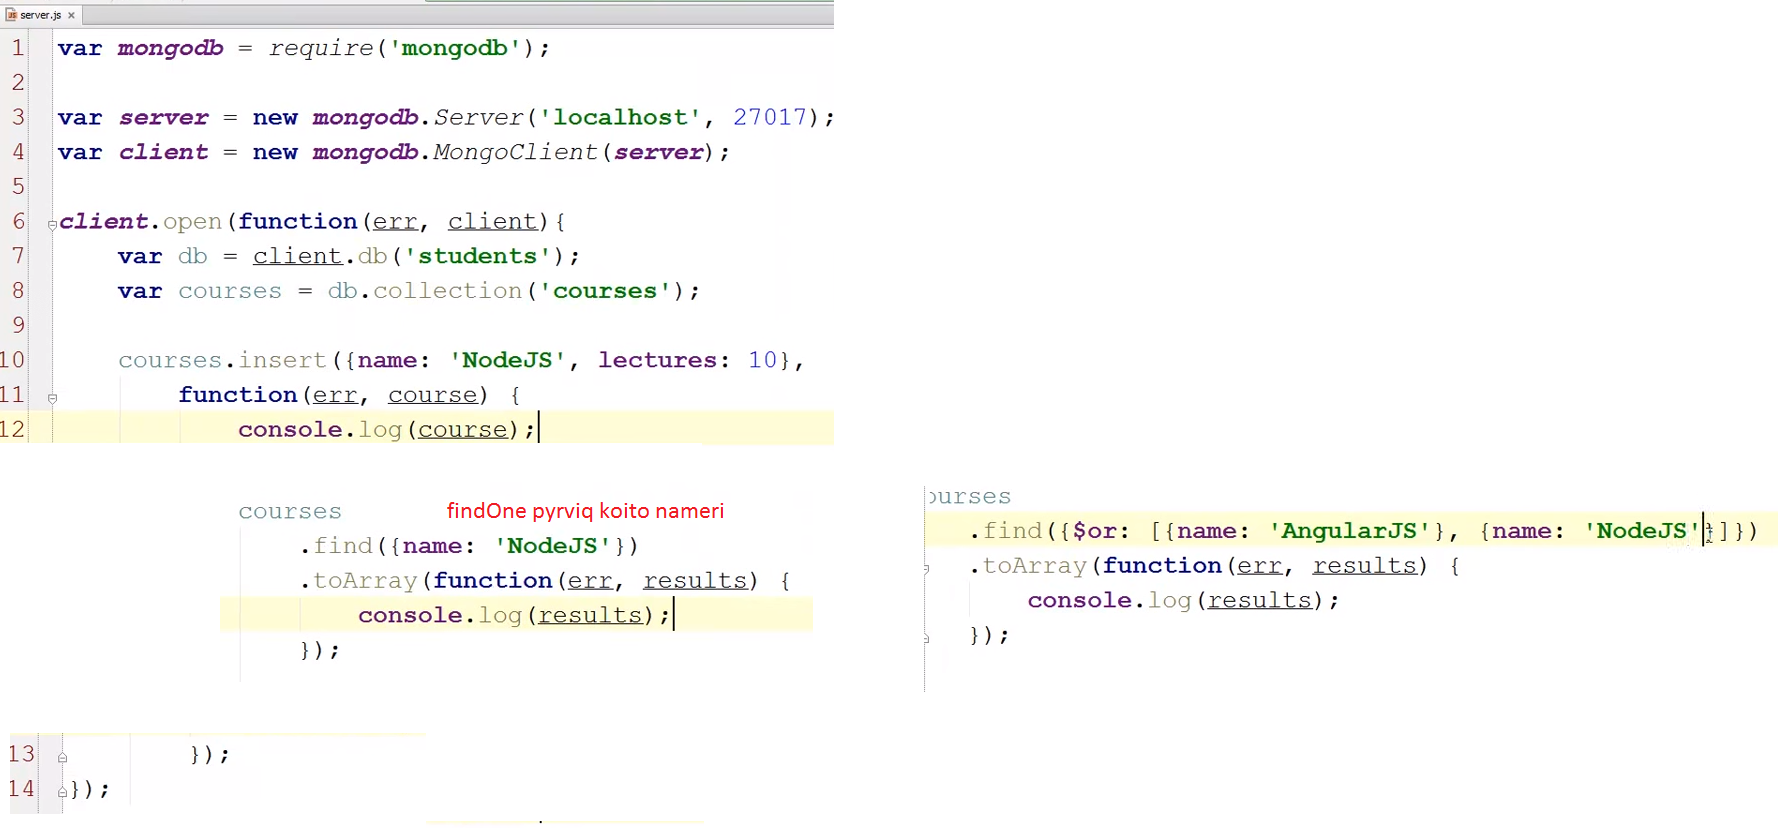 server.js ×
1 var mongodb = require('mongodb');
2
3 var server = new mongodb.Server('localhost', 27017);
4 var client = new mongodb.MongoClient(server);
5
6 client.open(function(err, client){
7 var db = client.db('students');
8 var courses = db.collection('courses');
9
10 courses.insert({name: 'NodeJS', lectures: 10},
11 function(err, course) {
12 console.log(course);
courses findOne pyrviq koito nameri
.find({name: 'NodeJS'})
.toArray(function(err, results) {
console.log(results);
});
ourses
.find({$or: [{name: 'AngularJS'}, {name: 'NodeJS'}]})
.toArray(function(err, results) {
console.log(results);
});
13 });
14 });